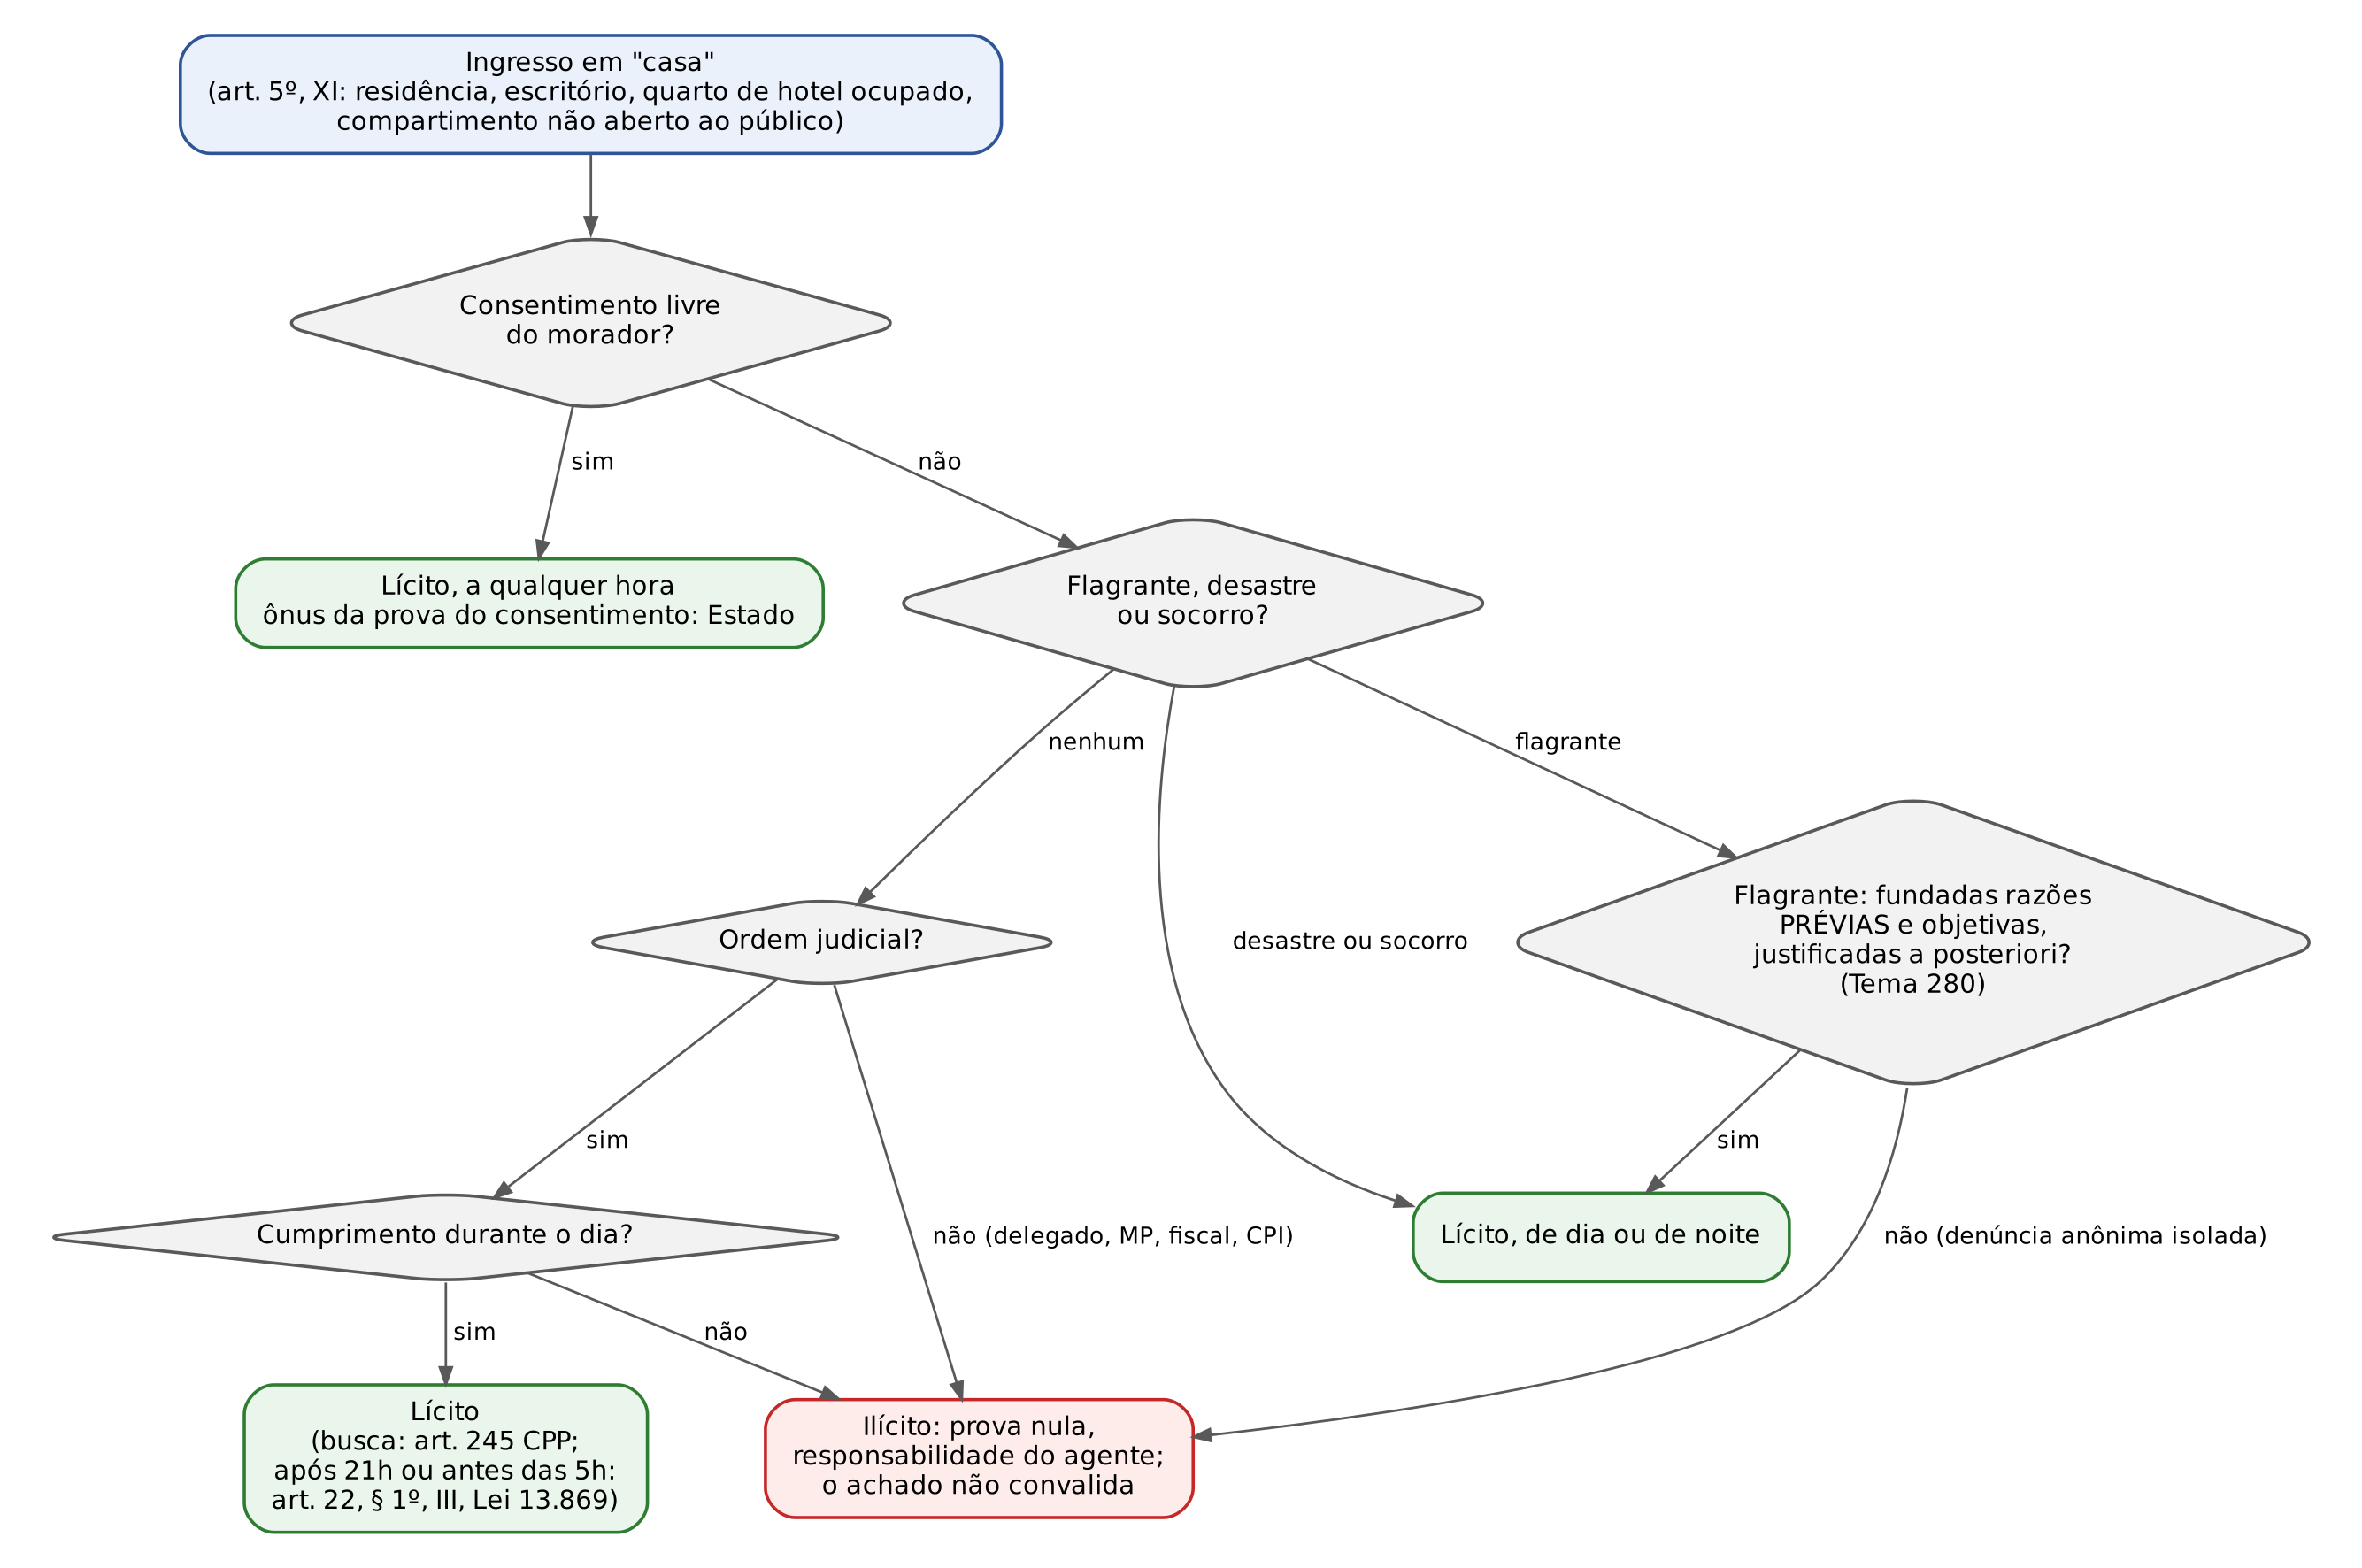 Ingresso em "casa"
(art. 5º, XI: residência, escritório, quarto de hotel ocupado,
compartimento não aberto ao público)
Consentimento livre
do morador?
sim
não
Lícito, a qualquer hora
ônus da prova do consentimento: Estado
Flagrante, desastre
ou socorro?
nenhum
flagrante
desastre ou socorro
Flagrante: fundadas razões
PRÉVIAS e objetivas,
justificadas a posteriori?
(Tema 280)
Ordem judicial?
sim
sim
Cumprimento durante o dia?
não (delegado, MP, fiscal, CPI)
Lícito, de dia ou de noite
não (denúncia anônima isolada)
sim
não
Lícito
(busca: art. 245 CPP;
após 21h ou antes das 5h:
art. 22, § 1º, III, Lei 13.869)
Ilícito: prova nula,
responsabilidade do agente;
o achado não convalida